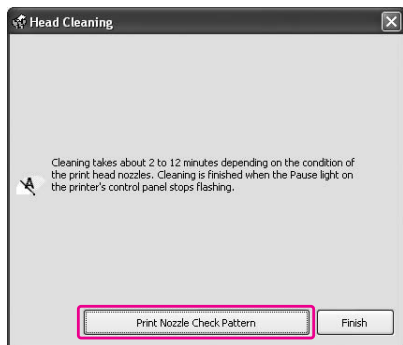 Head Cleaning
Cleaning takes about 2 to 12 minutes depending on the condition of
the print head nozzles. Cleaning is finished when the Pause light on
the printer's control panel stops flashing.
Print Nozzle Check Pattern
Finish